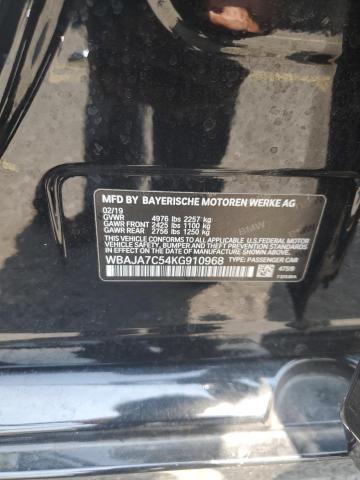 MFD BY BAYERISCHE MOTOREN WERKE AG
02/19
GVWR 4976 lbs 2257 kg
GAWR FRONT 2425 lbs 1100 kg
GAWR REAR 2756 lbs 1250 kg
THIS VEHICLE CONFORMS TO ALL APPLICABLE U.S. FEDERAL MOTOR
VEHICLE SAFETY, BUMPER AND THEFT PREVENTION STANDARDS IN EFFECT ON THE
DATE OF MANUFACTURE SHOWN ABOVE.
WBAJA7C54KG910968 TYPE: PASSENGER CAR
475/9